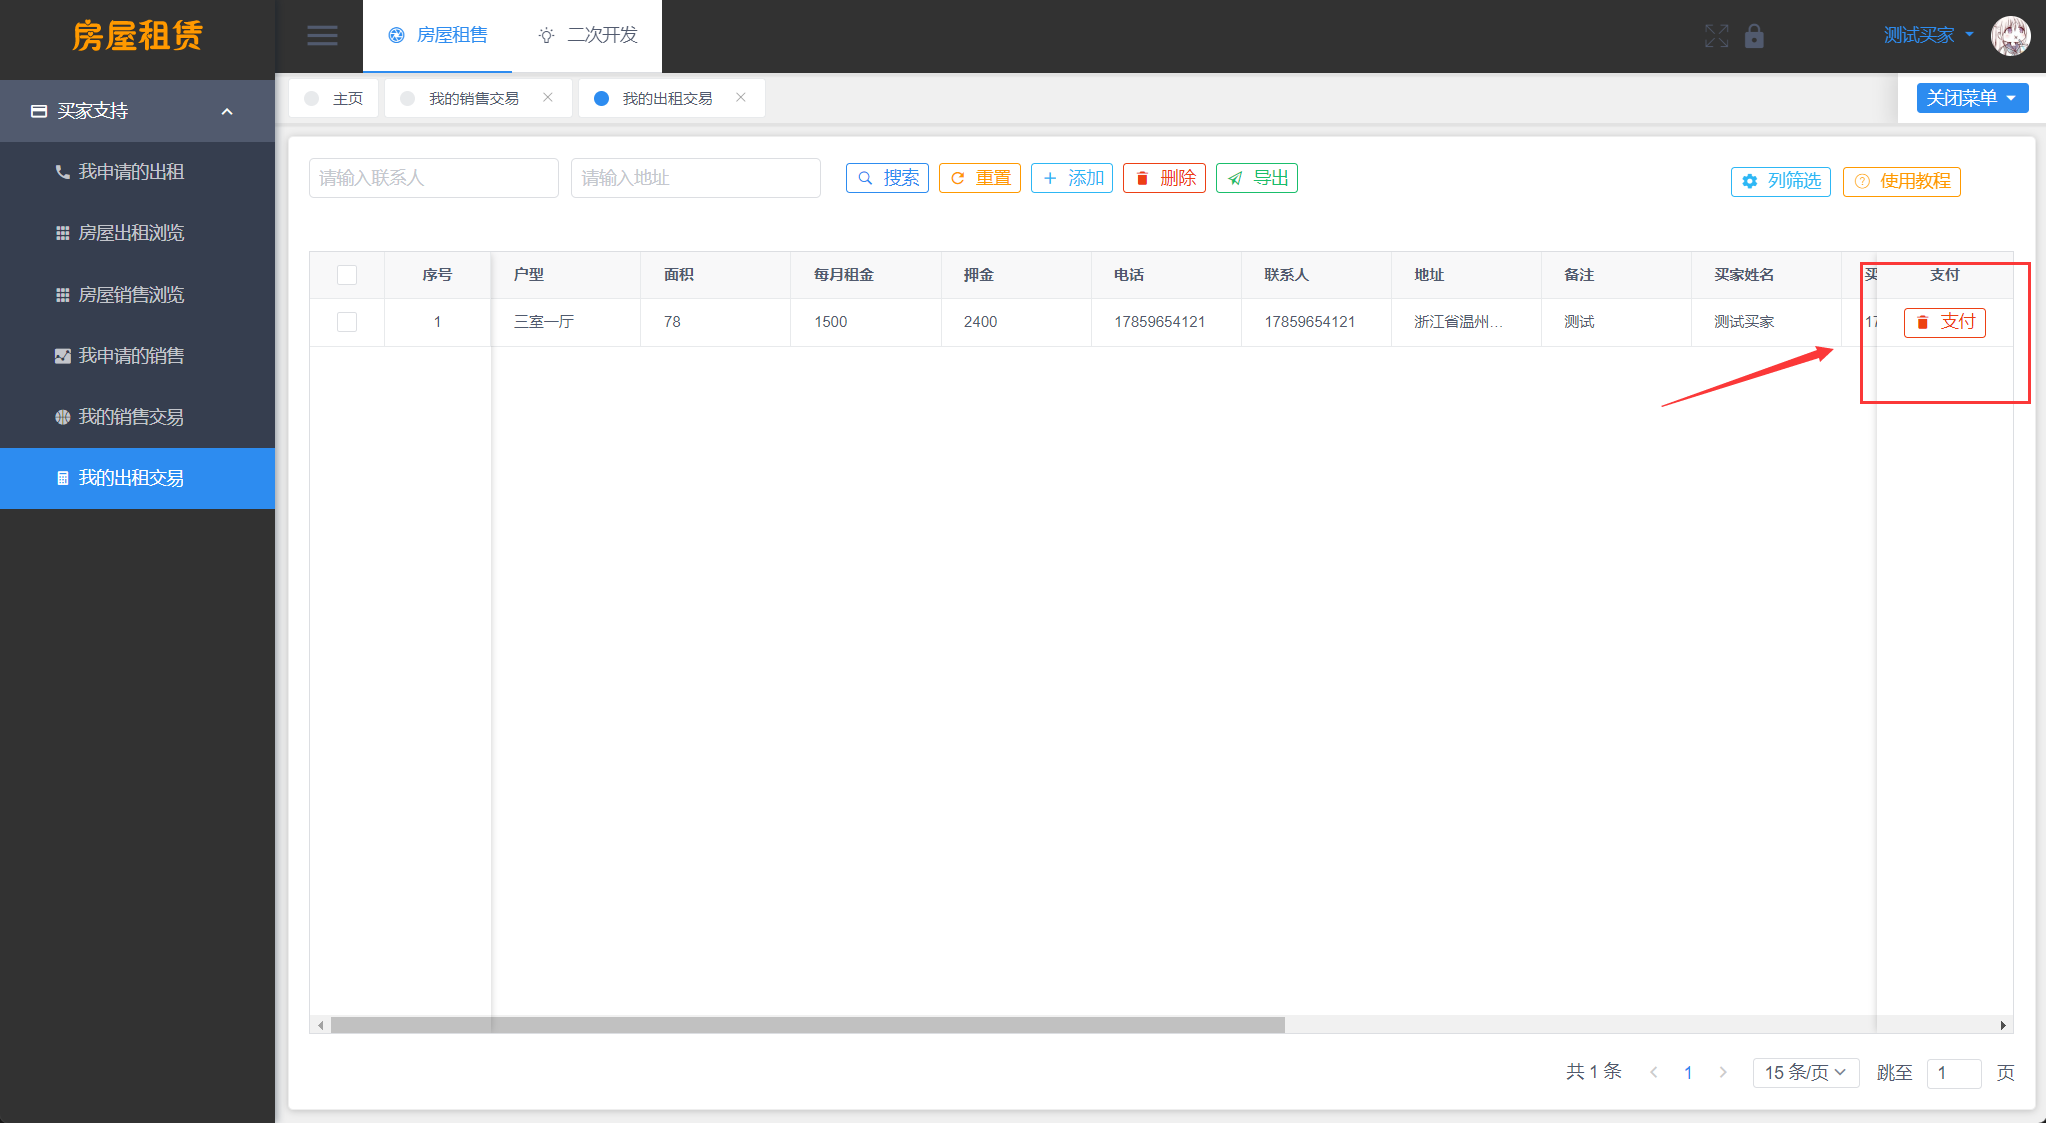 房屋租赁
房屋租售
二次开发
测试买家
买家支持
我申请的出租
房屋出租浏览
房屋销售浏览
我申请的销售
我的销售交易
我的出租交易
主页
我的销售交易
我的出租交易
关闭菜单
请输入联系人
请输入地址
搜索
重置
添加
删除
导出
列筛选
使用教程
序号 户型 面积 每月租金 押金 电话 联系人 地址 备注 买家姓名 支付
1 三室一厅 78 1500 2400 17859654121 17859654121 浙江省温州... 测试 测试买家 17 支付
共 1 条 1 15 条/页 跳至 1 页